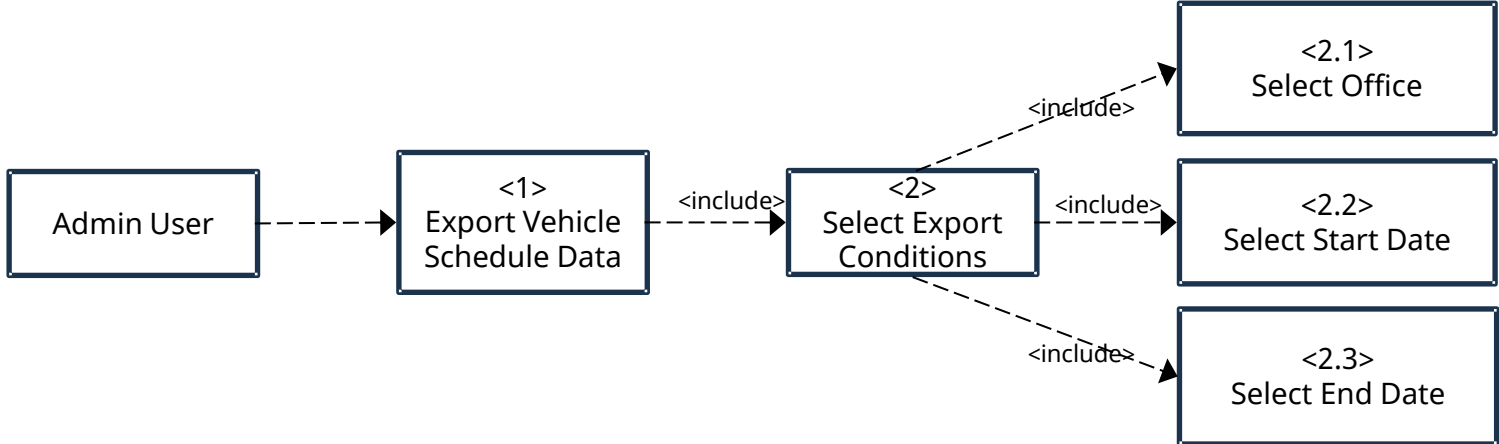 Admin User
<1>
Export Vehicle
Schedule Data
<include>
<2>
Select Export
Conditions
<include>
<2.1>
Select Office
<include>
<2.2>
Select Start Date
<include>
<2.3>
Select End Date